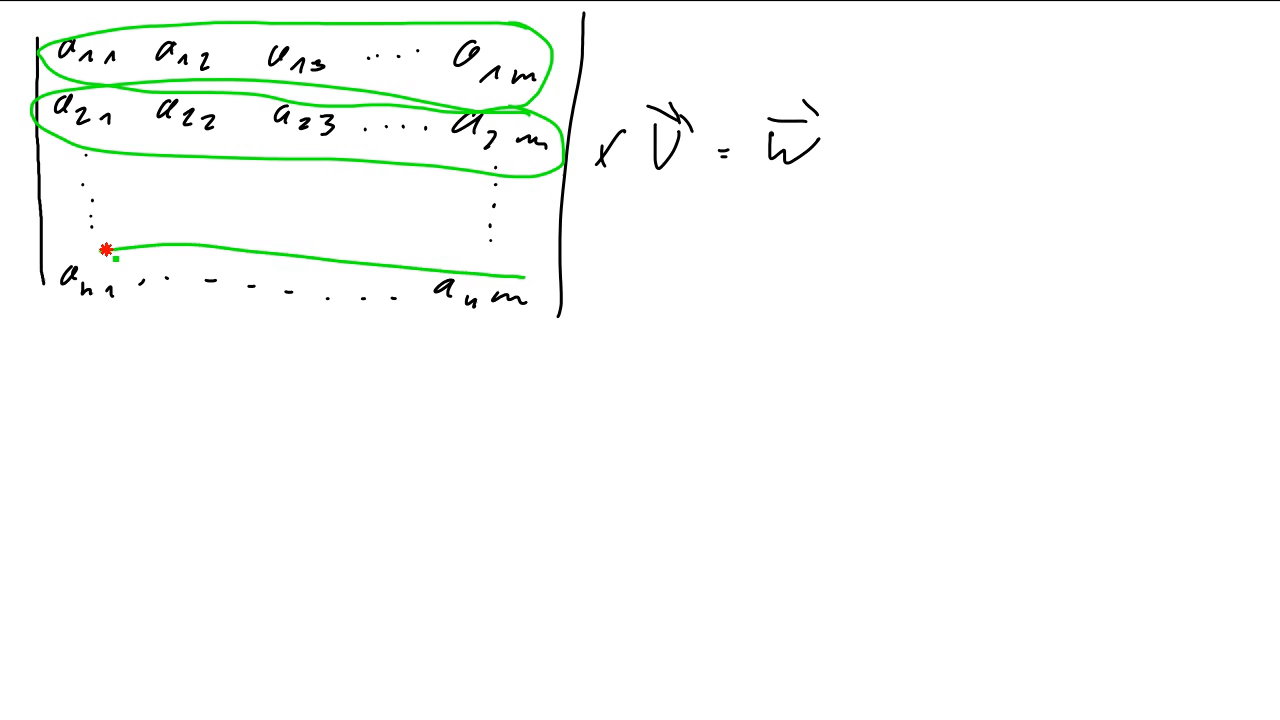 a₁₁ a₁₂ a₁₃ .... a₁ₘ
a₂₁ a₂₂ a₂₃ .... a₂ₘ
x v⃗ = w⃗
aₙ₁ ......... aₙₘ